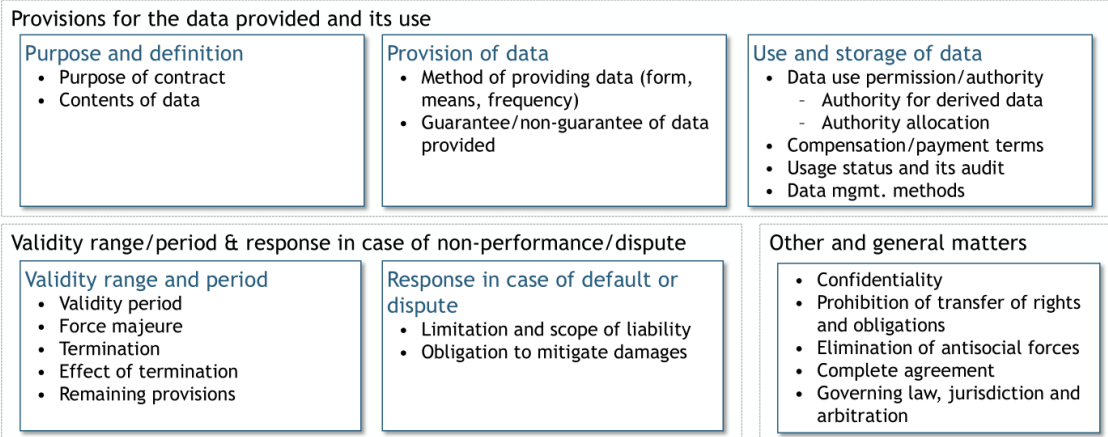 Provisions for the data provided and its use
Purpose and definition
• Purpose of contract
• Contents of data
Provision of data
• Method of providing data (form,
means, frequency)
• Guarantee/non-guarantee of data
provided
Use and storage of data
• Data use permission/authority
- Authority for derived data
- Authority allocation
• Compensation/payment terms
• Usage status and its audit
• Data mgmt. methods
Validity range/period & response in case of non-performance/dispute
Validity range and period
• Validity period
• Force majeure
• Termination
• Effect of termination
• Remaining provisions
Response in case of default or
dispute
• Limitation and scope of liability
• Obligation to mitigate damages
Other and general matters
• Confidentiality
• Prohibition of transfer of rights
and obligations
• Elimination of antisocial forces
• Complete agreement
• Governing law, jurisdiction and
arbitration